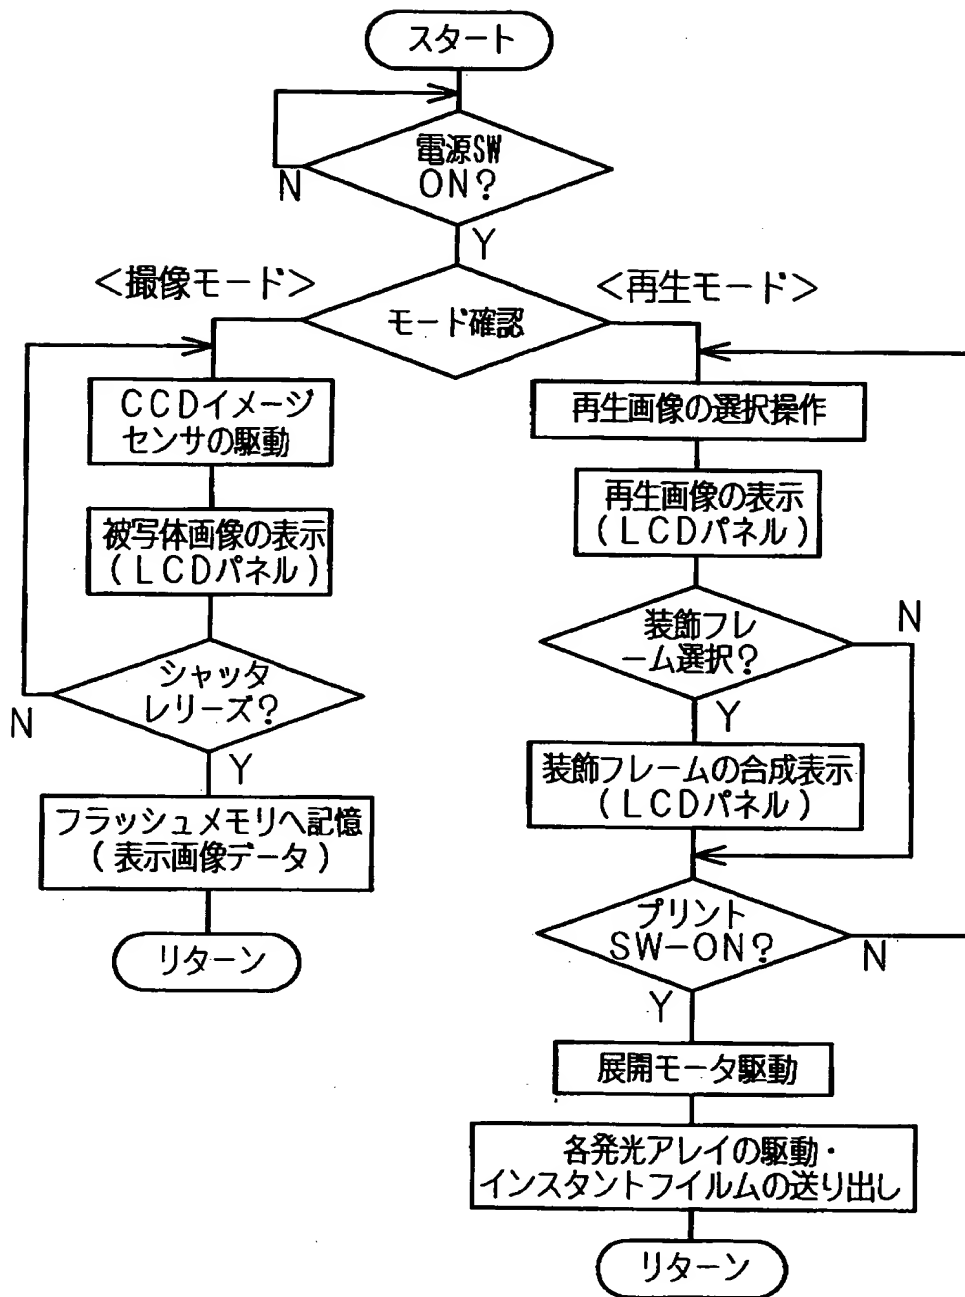 スタート
電源SW
ON?
N
Y
<撮像モード>
モード確認
<再生モード>
CCDイメージ
センサの駆動
被写体画像の表示
(LCDパネル)
シャッタ
レリーズ?
N
Y
フラッシュメモリへ記憶
(表示画像データ)
リターン
再生画像の選択操作
再生画像の表示
(LCDパネル)
装飾フレ
ーム選択?
N
Y
装飾フレームの合成表示
(LCDパネル)
プリント
SW-ON?
N
Y
展開モータ駆動
各発光アレイの駆動・
インスタントフイルムの送り出し
リターン